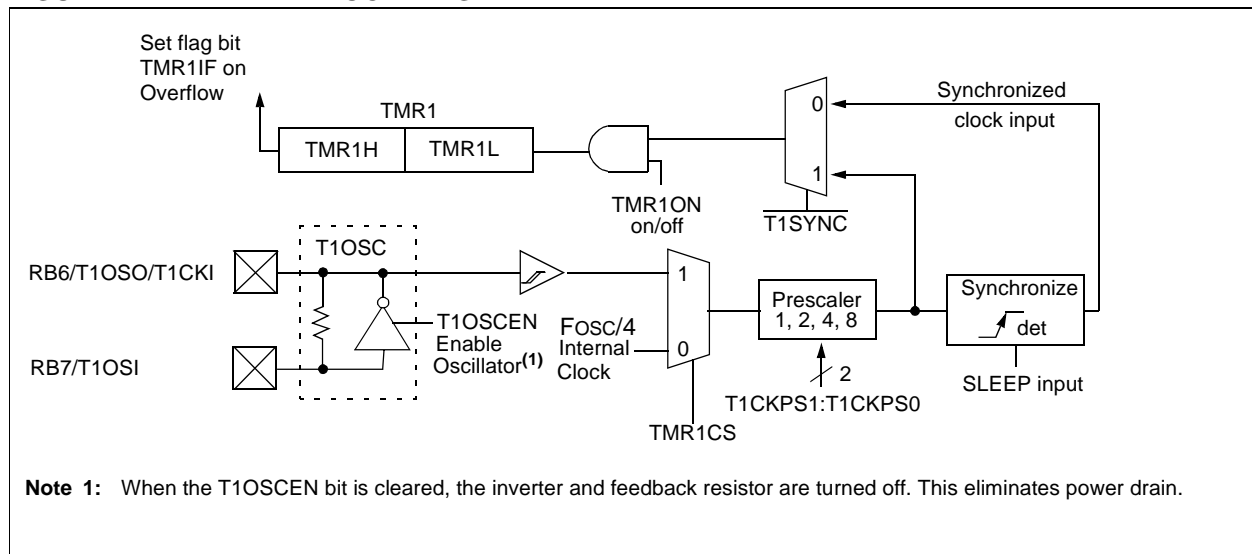 Set flag bit
TMR1IF on
Overflow
TMR1
TMR1H
TMR1L
TMR1ON
on/off
0
1
T1SYNC
Synchronized
clock input
T1OSC
RB6/T1OSO/T1CKI
RB7/T1OSI
T1OSCEN
Enable
Oscillator(1)
FOSC/4
Internal
Clock
1
0
TMR1CS
Prescaler
1, 2, 4, 8
2
T1CKPS1:T1CKPS0
Synchronize
det
SLEEP input
Note 1: When the T1OSCEN bit is cleared, the inverter and feedback resistor are turned off. This eliminates power drain.